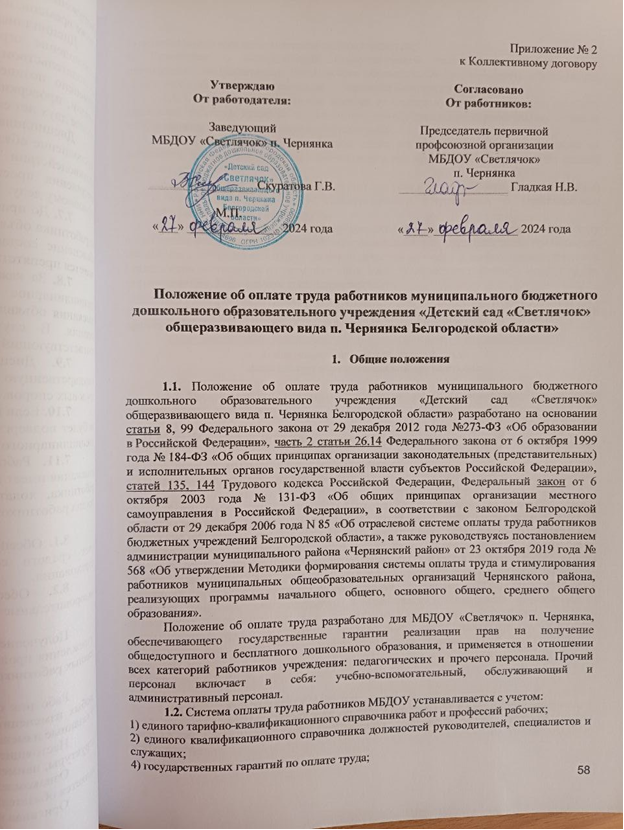 Приложение № 2
к Коллективному договору
Утверждаю
От работодателя:
Заведующий
МБДОУ «Светлячок» п. Чернянка
Скуратова Г.В.
М.П.
«27» февраля 2024 года
Согласовано
От работников:
Председатель первичной
профсоюзной организации
МБДОУ «Светлячок»
п. Чернянка
Гладкая Н.В.
«27» февраля 2024 года
«Детский сад
«Светлячок»
общеразвивающего
вида п. Чернянка
Белгородской
области»
Положение об оплате труда работников муниципального бюджетного
дошкольного образовательного учреждения «Детский сад «Светлячок»
общеразвивающего вида п. Чернянка Белгородской области»
1. Общие положения
1.1. Положение об оплате труда работников муниципального бюджетного
дошкольного образовательного учреждения «Детский сад «Светлячок»
общеразвивающего вида п. Чернянка Белгородской области» разработано на основании
статьи 8, 99 Федерального закона от 29 декабря 2012 года №273-ФЗ «Об образовании
в Российской Федерации», часть 2 статьи 26.14 Федерального закона от 6 октября 1999
года № 184-ФЗ «Об общих принципах организации законодательных (представительных)
и исполнительных органов государственной власти субъектов Российской Федерации»,
статей 135, 144 Трудового кодекса Российской Федерации, Федеральный закон от 6
октября 2003 года № 131-ФЗ «Об общих принципах организации местного
самоуправления в Российской Федерации», в соответствии с законом Белгородской
области от 29 декабря 2006 года N 85 «Об отраслевой системе оплаты труда работников
бюджетных учреждений Белгородской области», а также руководствуясь постановлением
администрации муниципального района «Чернянский район» от 23 октября 2019 года №
568 «Об утверждении Методики формирования системы оплаты труда и стимулирования
работников муниципальных общеобразовательных организаций Чернянского района,
реализующих программы начального общего, основного общего, среднего общего
образования».
Положение об оплате труда разработано для МБДОУ «Светлячок» п. Чернянка,
обеспечивающего государственные гарантии реализации прав на получение
общедоступного и бесплатного дошкольного образования, и применяется в отношении
всех категорий работников учреждения: педагогических и прочего персонала. Прочий
персонал включает в себя: учебно-вспомогательный, обслуживающий и
административный персонал.
1.2. Система оплаты труда работников МБДОУ устанавливается с учетом:
1) единого тарифно-квалификационного справочника работ и профессий рабочих;
2) единого квалификационного справочника должностей руководителей, специалистов и
служащих;
4) государственных гарантий по оплате труда;
58